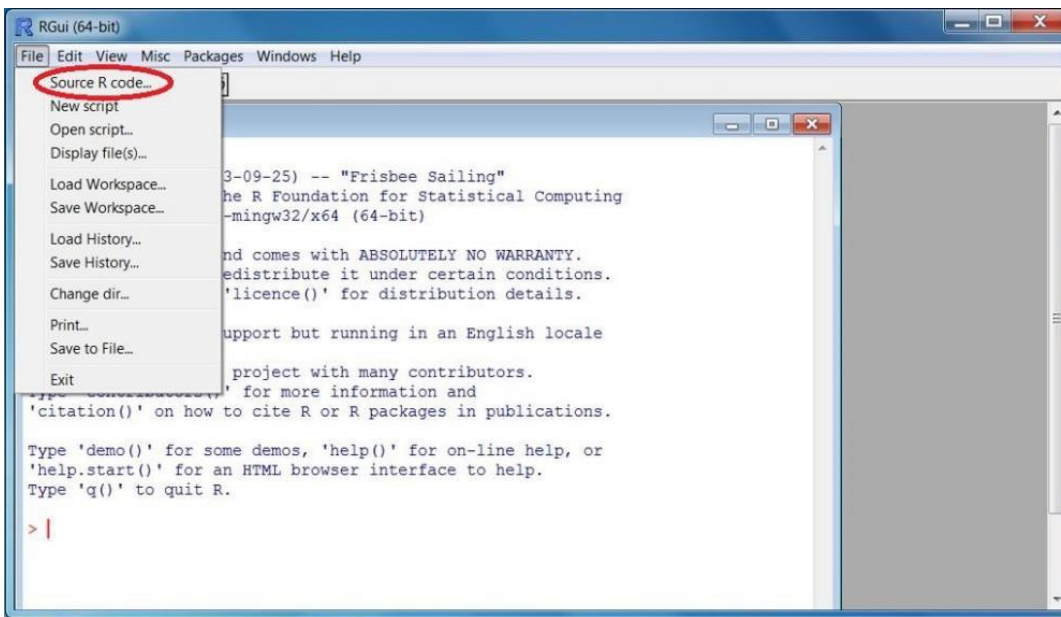 RGui (64-bit)
File Edit View Misc Packages Windows Help
Source R code...
New script
Open script...
Display file(s)...
Load Workspace...
Save Workspace...
Load History...
Save History...
Change dir...
Print...
Save to File...
Exit
3-09-25) -- "Frisbee Sailing"
he R Foundation for Statistical Computing
-mingw32/x64 (64-bit)
nd comes with ABSOLUTELY NO WARRANTY.
edistribute it under certain conditions.
'licence()' for distribution details.
upport but running in an English locale
project with many contributors.
' for more information and
'citation()' on how to cite R or R packages in publications.
Type 'demo()' for some demos, 'help()' for on-line help, or
'help.start()' for an HTML browser interface to help.
Type 'q()' to quit R.
>